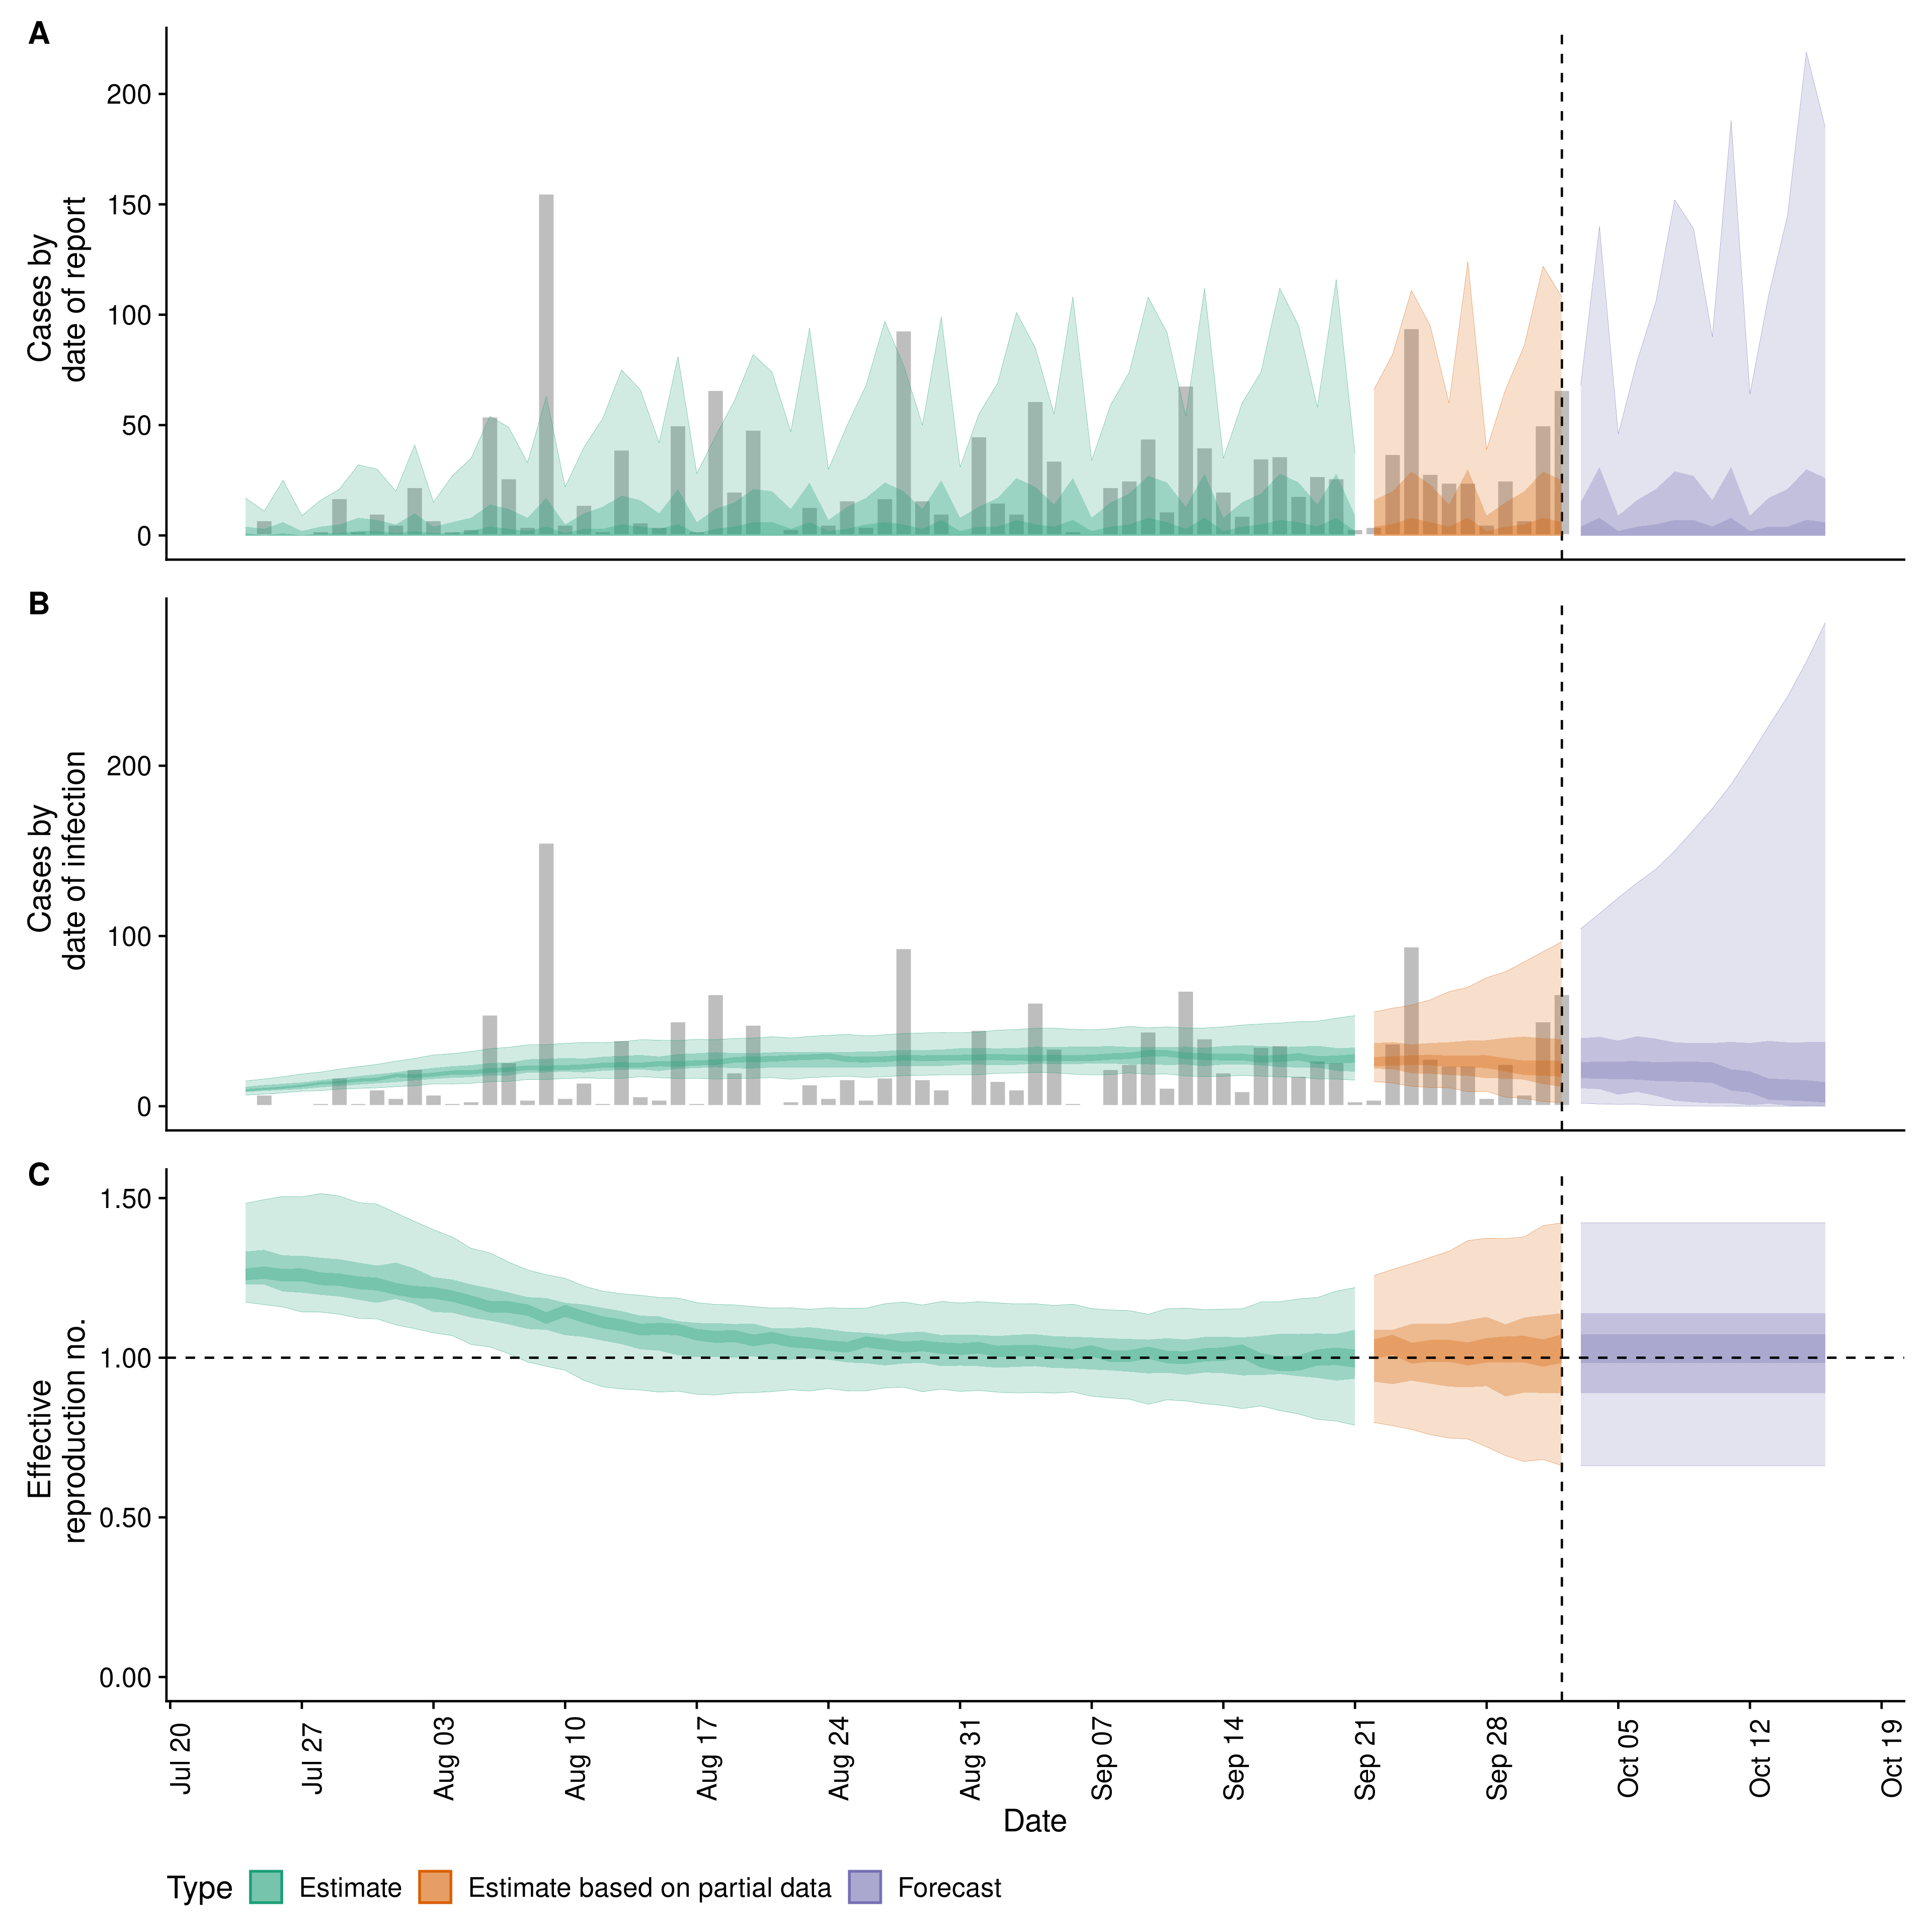 A
Cases by
date of report
200
150
100
50
0
B
Cases by
date of infection
200
100
0
C
Effective
reproduction no.
1.50
1.00
0.50
0.00
Jul 20
Jul 27
Aug 03
Aug 10
Aug 17
Aug 24
Aug 31
Sep 07
Sep 14
Sep 21
Sep 28
Oct 05
Oct 12
Oct 19
Date
Type
Estimate
Estimate based on partial data
Forecast